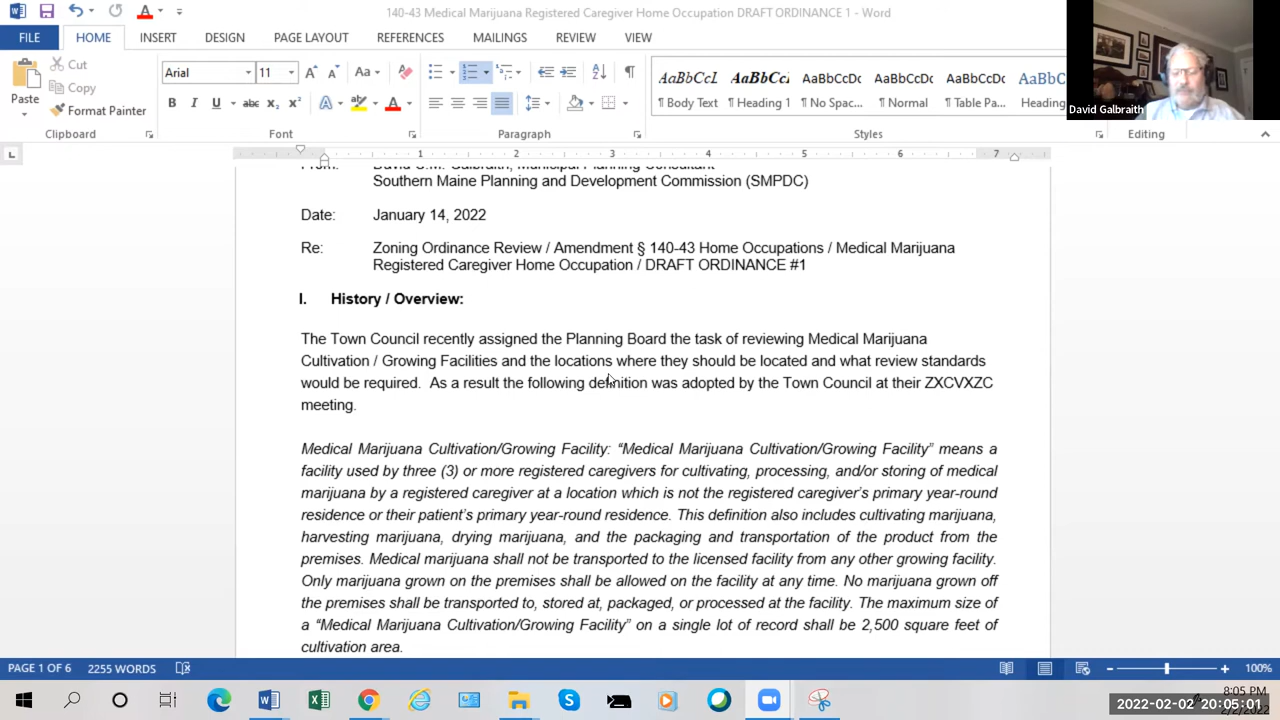 140-43 Medical Marijuana Registered Caregiver Home Occupation DRAFT ORDINANCE 1 - Word
FILE HOME INSERT DESIGN PAGE LAYOUT REFERENCES MAILINGS REVIEW VIEW
Paste
Cut
Copy
Format Painter
Clipboard
Arial 11
Font
Paragraph
AaBbCcL AaBbCc AaBbCcDc AaBbCcDc AaBbCcDc AaBbC
¶ Body Text ¶ Heading ¶ No Spac... ¶ Normal ¶ Table Pa... Heading
Styles
Editing
David Galbraith
1 2 3 4 5 6 7
Southern Maine Planning and Development Commission (SMPDC)
Date: January 14, 2022
Re: Zoning Ordinance Review / Amendment § 140-43 Home Occupations / Medical Marijuana
Registered Caregiver Home Occupation / DRAFT ORDINANCE #1
I. History / Overview:
The Town Council recently assigned the Planning Board the task of reviewing Medical Marijuana
Cultivation / Growing Facilities and the locations where they should be located and what review standards
would be required. As a result the following definition was adopted by the Town Council at their ZXCVXZC
meeting.
Medical Marijuana Cultivation/Growing Facility: “Medical Marijuana Cultivation/Growing Facility” means a
facility used by three (3) or more registered caregivers for cultivating, processing, and/or storing of medical
marijuana by a registered caregiver at a location which is not the registered caregiver’s primary year-round
residence or their patient’s primary year-round residence. This definition also includes cultivating marijuana,
harvesting marijuana, drying marijuana, and the packaging and transportation of the product from the
premises. Medical marijuana shall not be transported to the licensed facility from any other growing facility.
Only marijuana grown on the premises shall be allowed on the facility at any time. No marijuana grown off
the premises shall be transported to, stored at, packaged, or processed at the facility. The maximum size of
a “Medical Marijuana Cultivation/Growing Facility” on a single lot of record shall be 2,500 square feet of
cultivation area.
PAGE 1 OF 6 2255 WORDS 100%
8:05 PM
2022-02-02 20:05:01